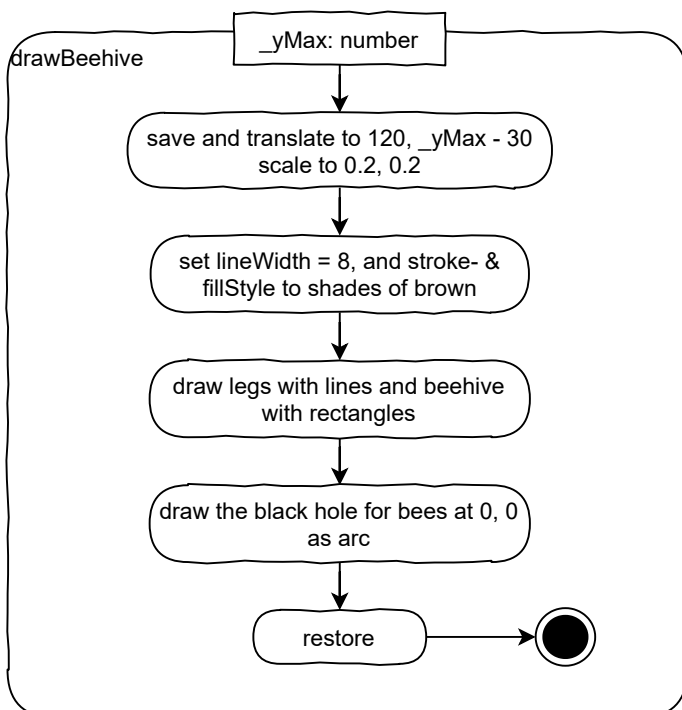 _yMax: number
drawBeehive
save and translate to 120, _yMax - 30
scale to 0.2, 0.2
set lineWidth = 8, and stroke- &
fillStyle to shades of brown
draw legs with lines and beehive
with rectangles
draw the black hole for bees at 0, 0
as arc
restore